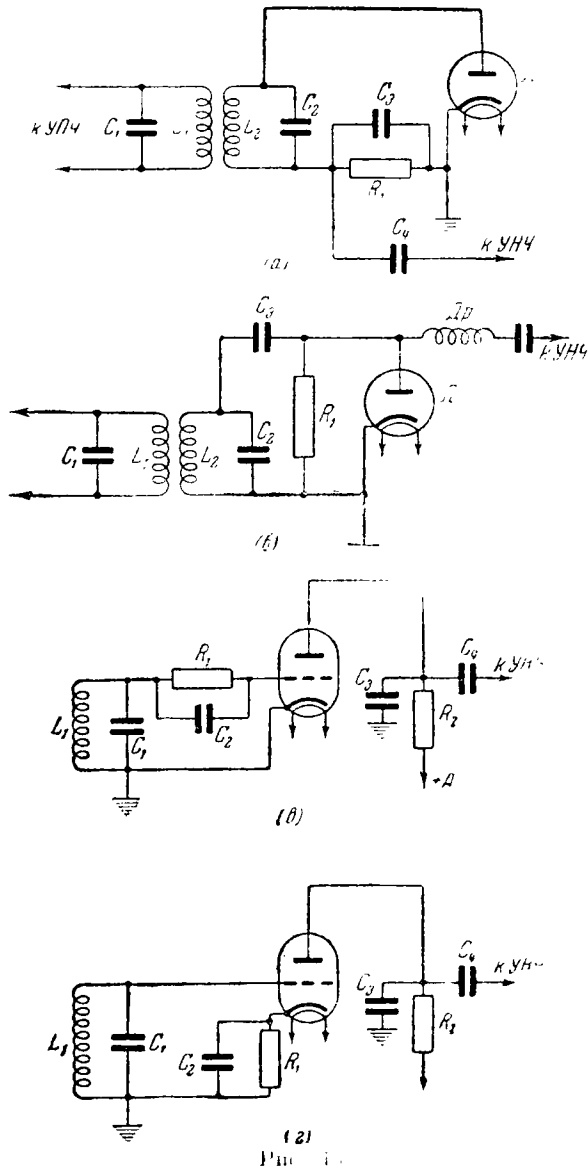 к УПЧ
C₁
L₂
C₂
C₃
R₁
C₄
к УНЧ
(а)
C₃
Др
к УНЧ
R₁
C₁
L₂
C₂
(б)
R₁
C₂
L₁
C₁
C₃
C₄
R₂
+А
(в)
L₁
C₁
C₂
R₁
C₃
C₄
R₂
(г)